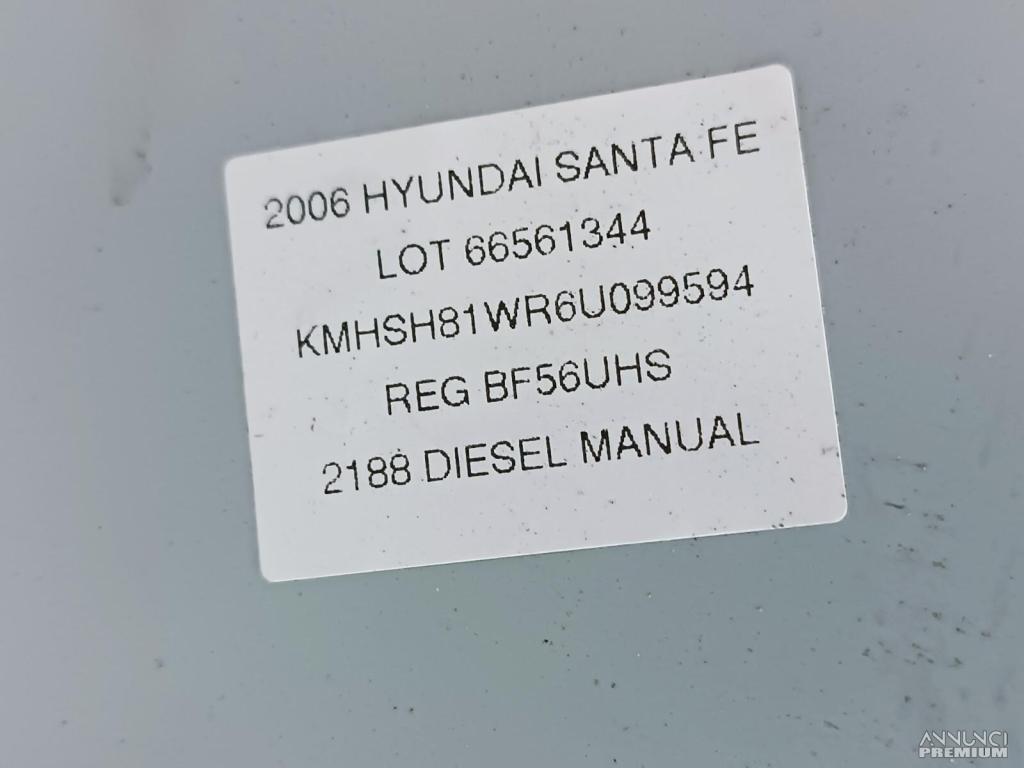 2006 HYUNDAI SANTA FE
LOT 66561344
KMHSH81WR6U099594
REG BF56UHS
2188 DIESEL MANUAL
ANNUNCI
PREMIUM